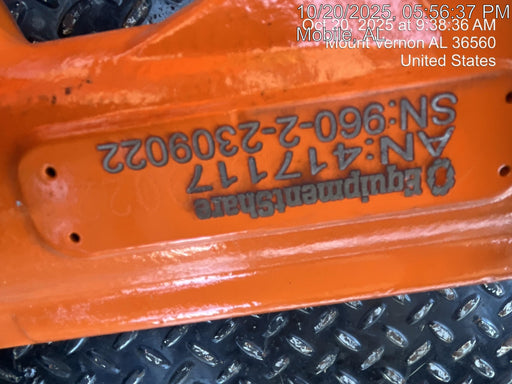 10/20/2025, 05:56:37 PM
Mobile, AL
Oct 20, 2025 at 9:38:36 AM
Mount Vernon AL 36560
United States
EquipmentShare
AN:417117
SN:960-2-2309022